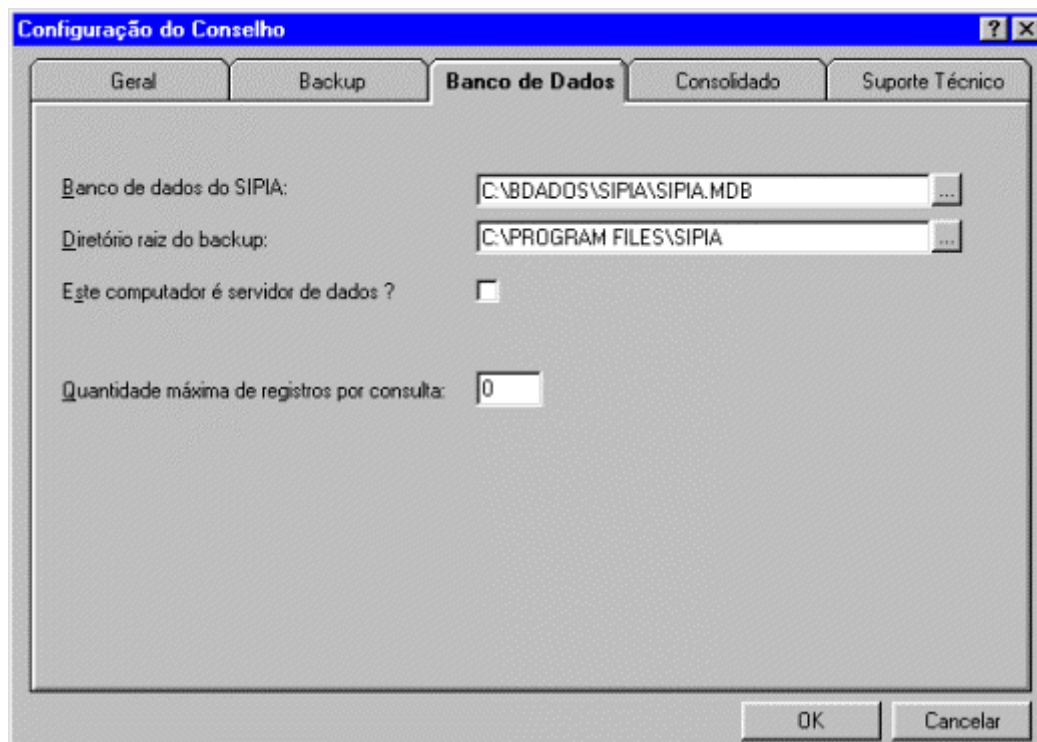 Configuração do Conselho
Geral Backup Banco de Dados Consolidado Suporte Técnico
Banco de dados do SIPIA: C:\BDADOS\SIPIA\SIPIA.MDB ...
Diretório raiz do backup: C:\PROGRAM FILES\SIPIA ...
Este computador é servidor de dados ?
Quantidade máxima de registros por consulta: 0
OK Cancelar